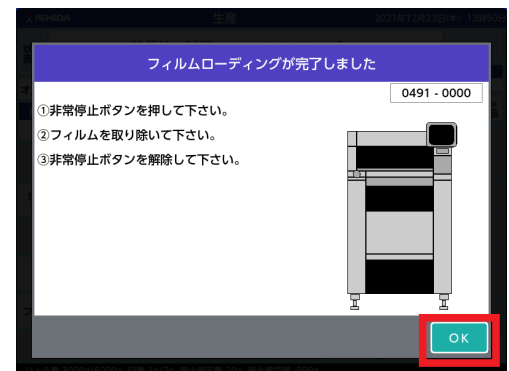 ISHIDA
生産
2021年12月23日(木) 13時50分
フィルムローディングが完了しました
0491 - 0000
①非常停止ボタンを押して下さい。
②フィルムを取り除いて下さい。
③非常停止ボタンを解除して下さい。
OK